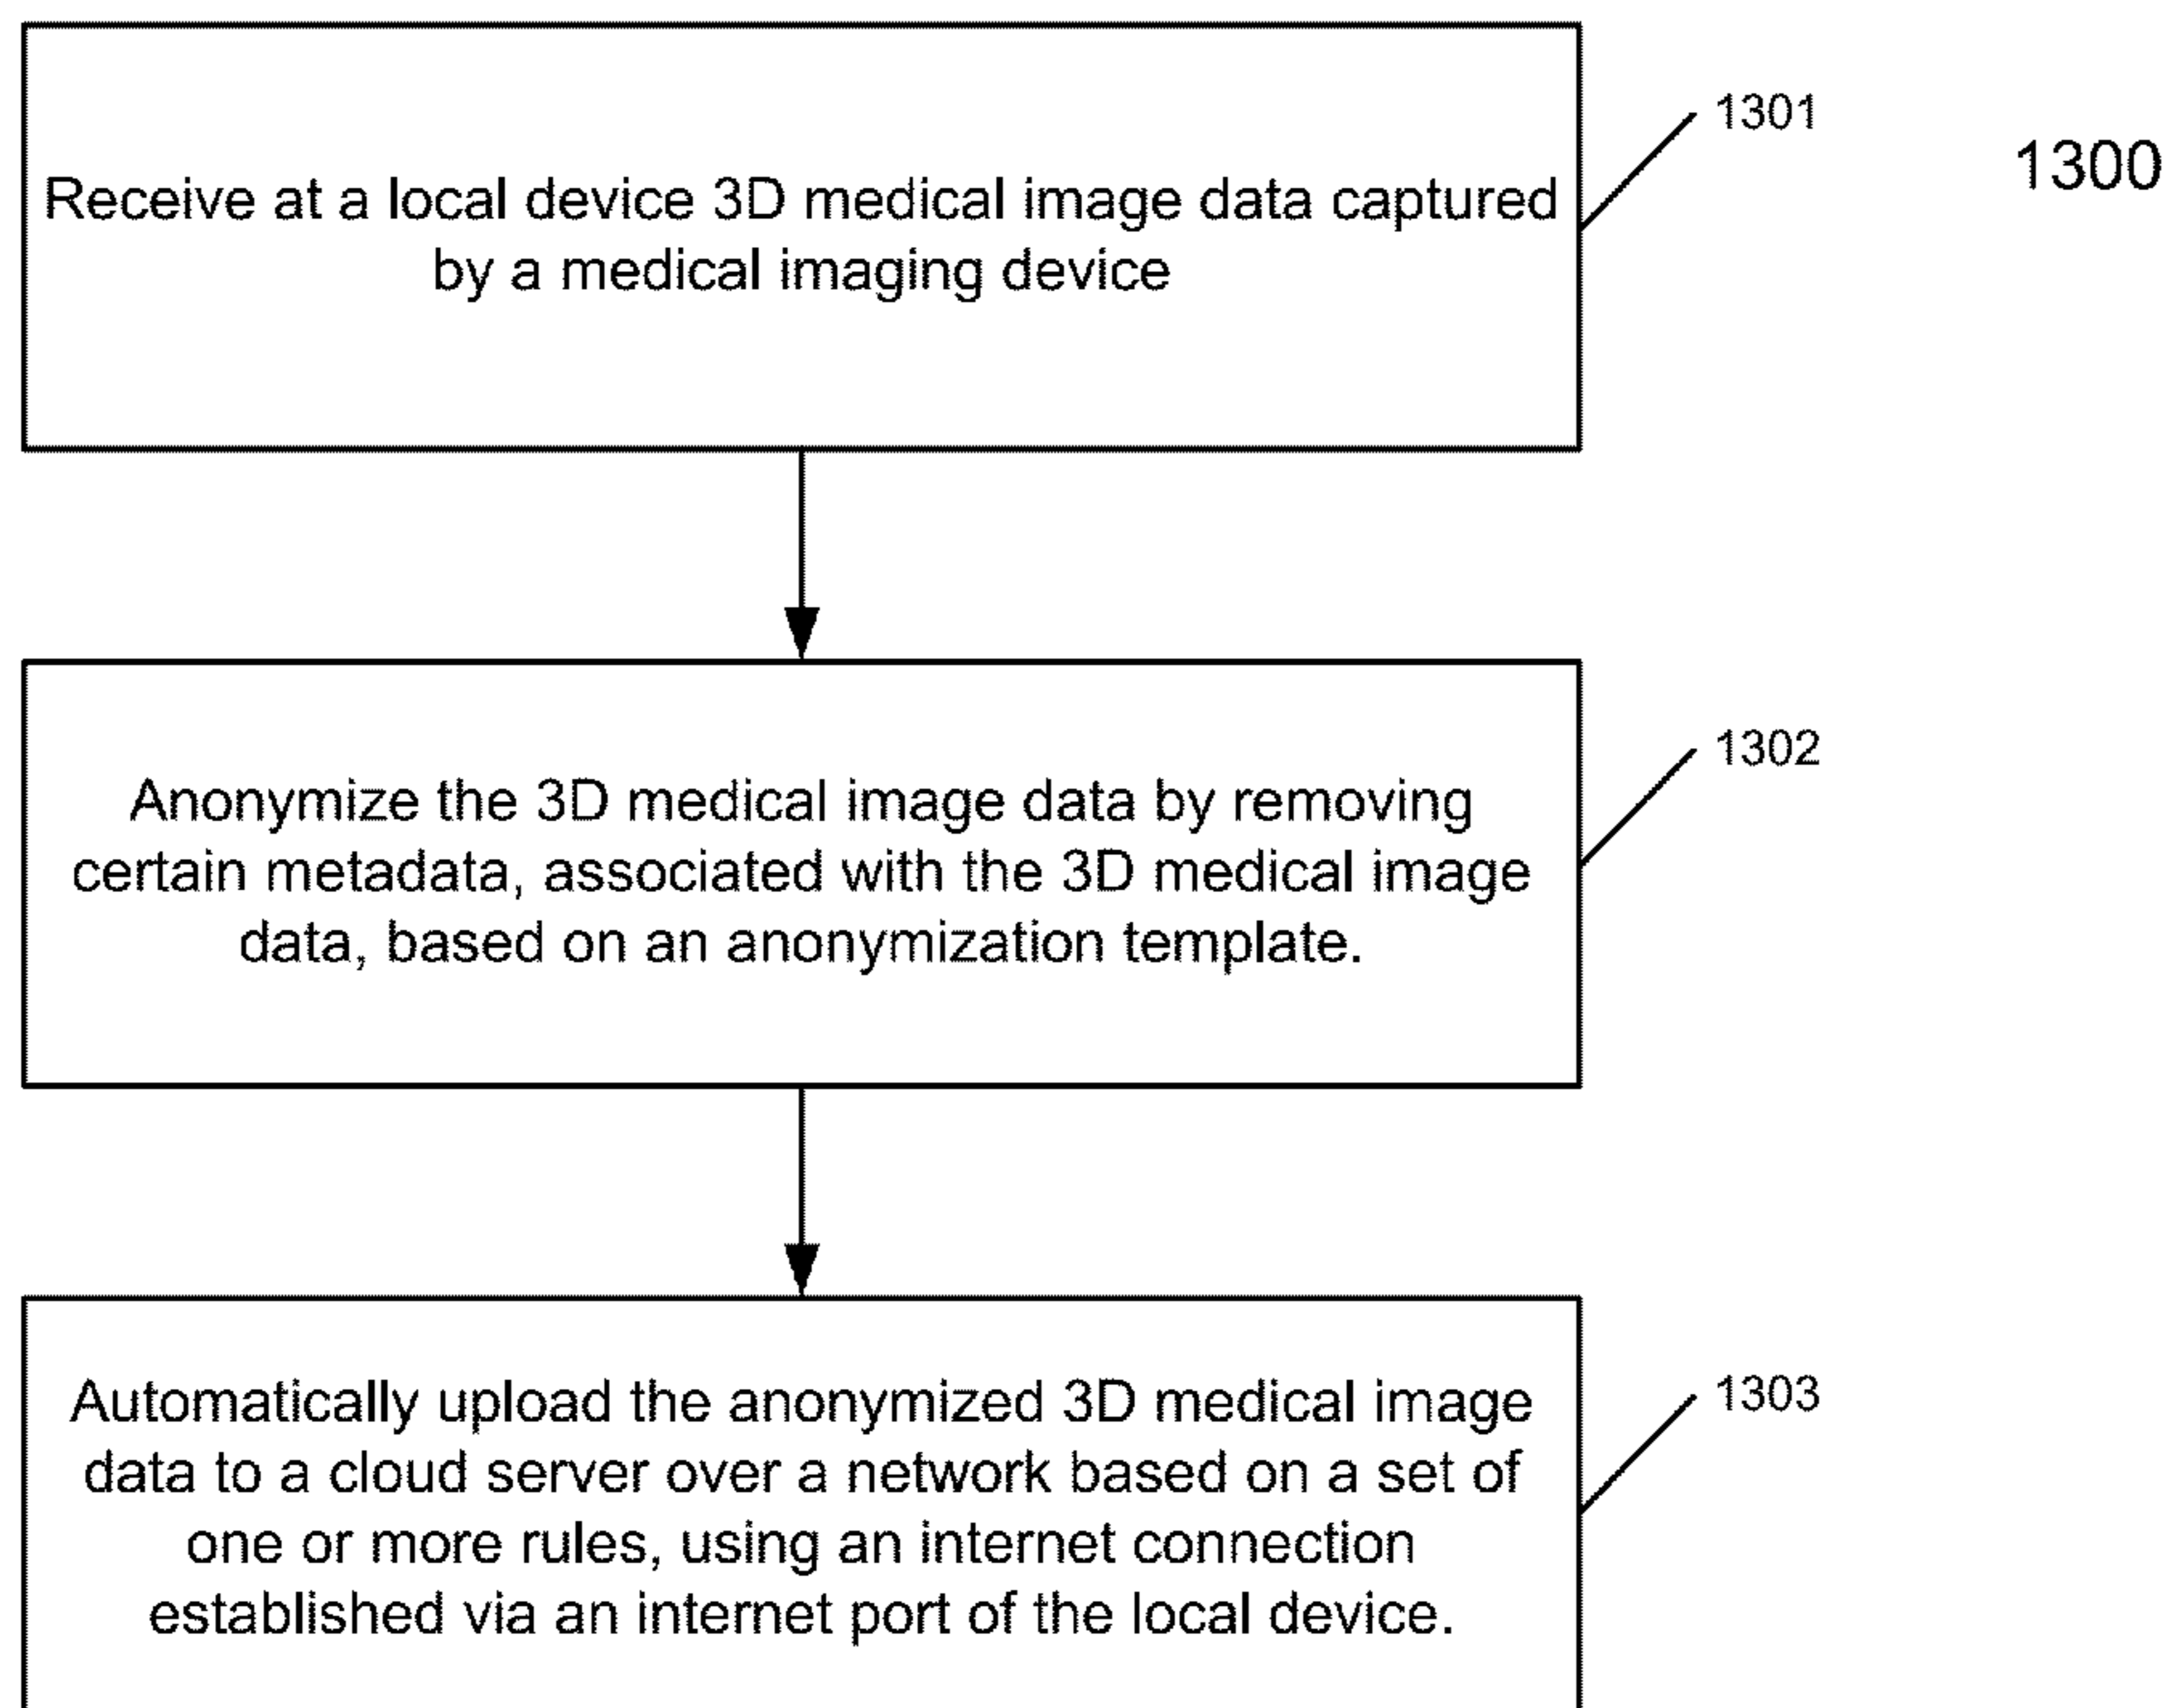 1300
1301
Receive at a local device 3D medical image data captured
by a medical imaging device
1302
Anonymize the 3D medical image data by removing
certain metadata, associated with the 3D medical image
data, based on an anonymization template.
1303
Automatically upload the anonymized 3D medical image
data to a cloud server over a network based on a set of
one or more rules, using an internet connection
established via an internet port of the local device.